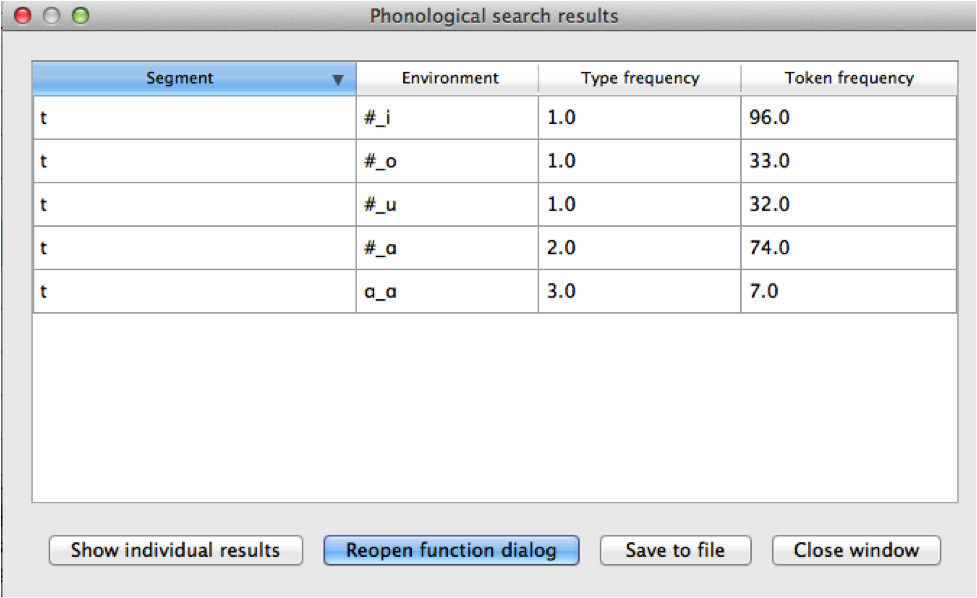 Phonological search results
Segment Environment Type frequency Token frequency
t #_i 1.0 96.0
t #_o 1.0 33.0
t #_u 1.0 32.0
t #_a 2.0 74.0
t a_a 3.0 7.0
Show individual results Reopen function dialog Save to file Close window